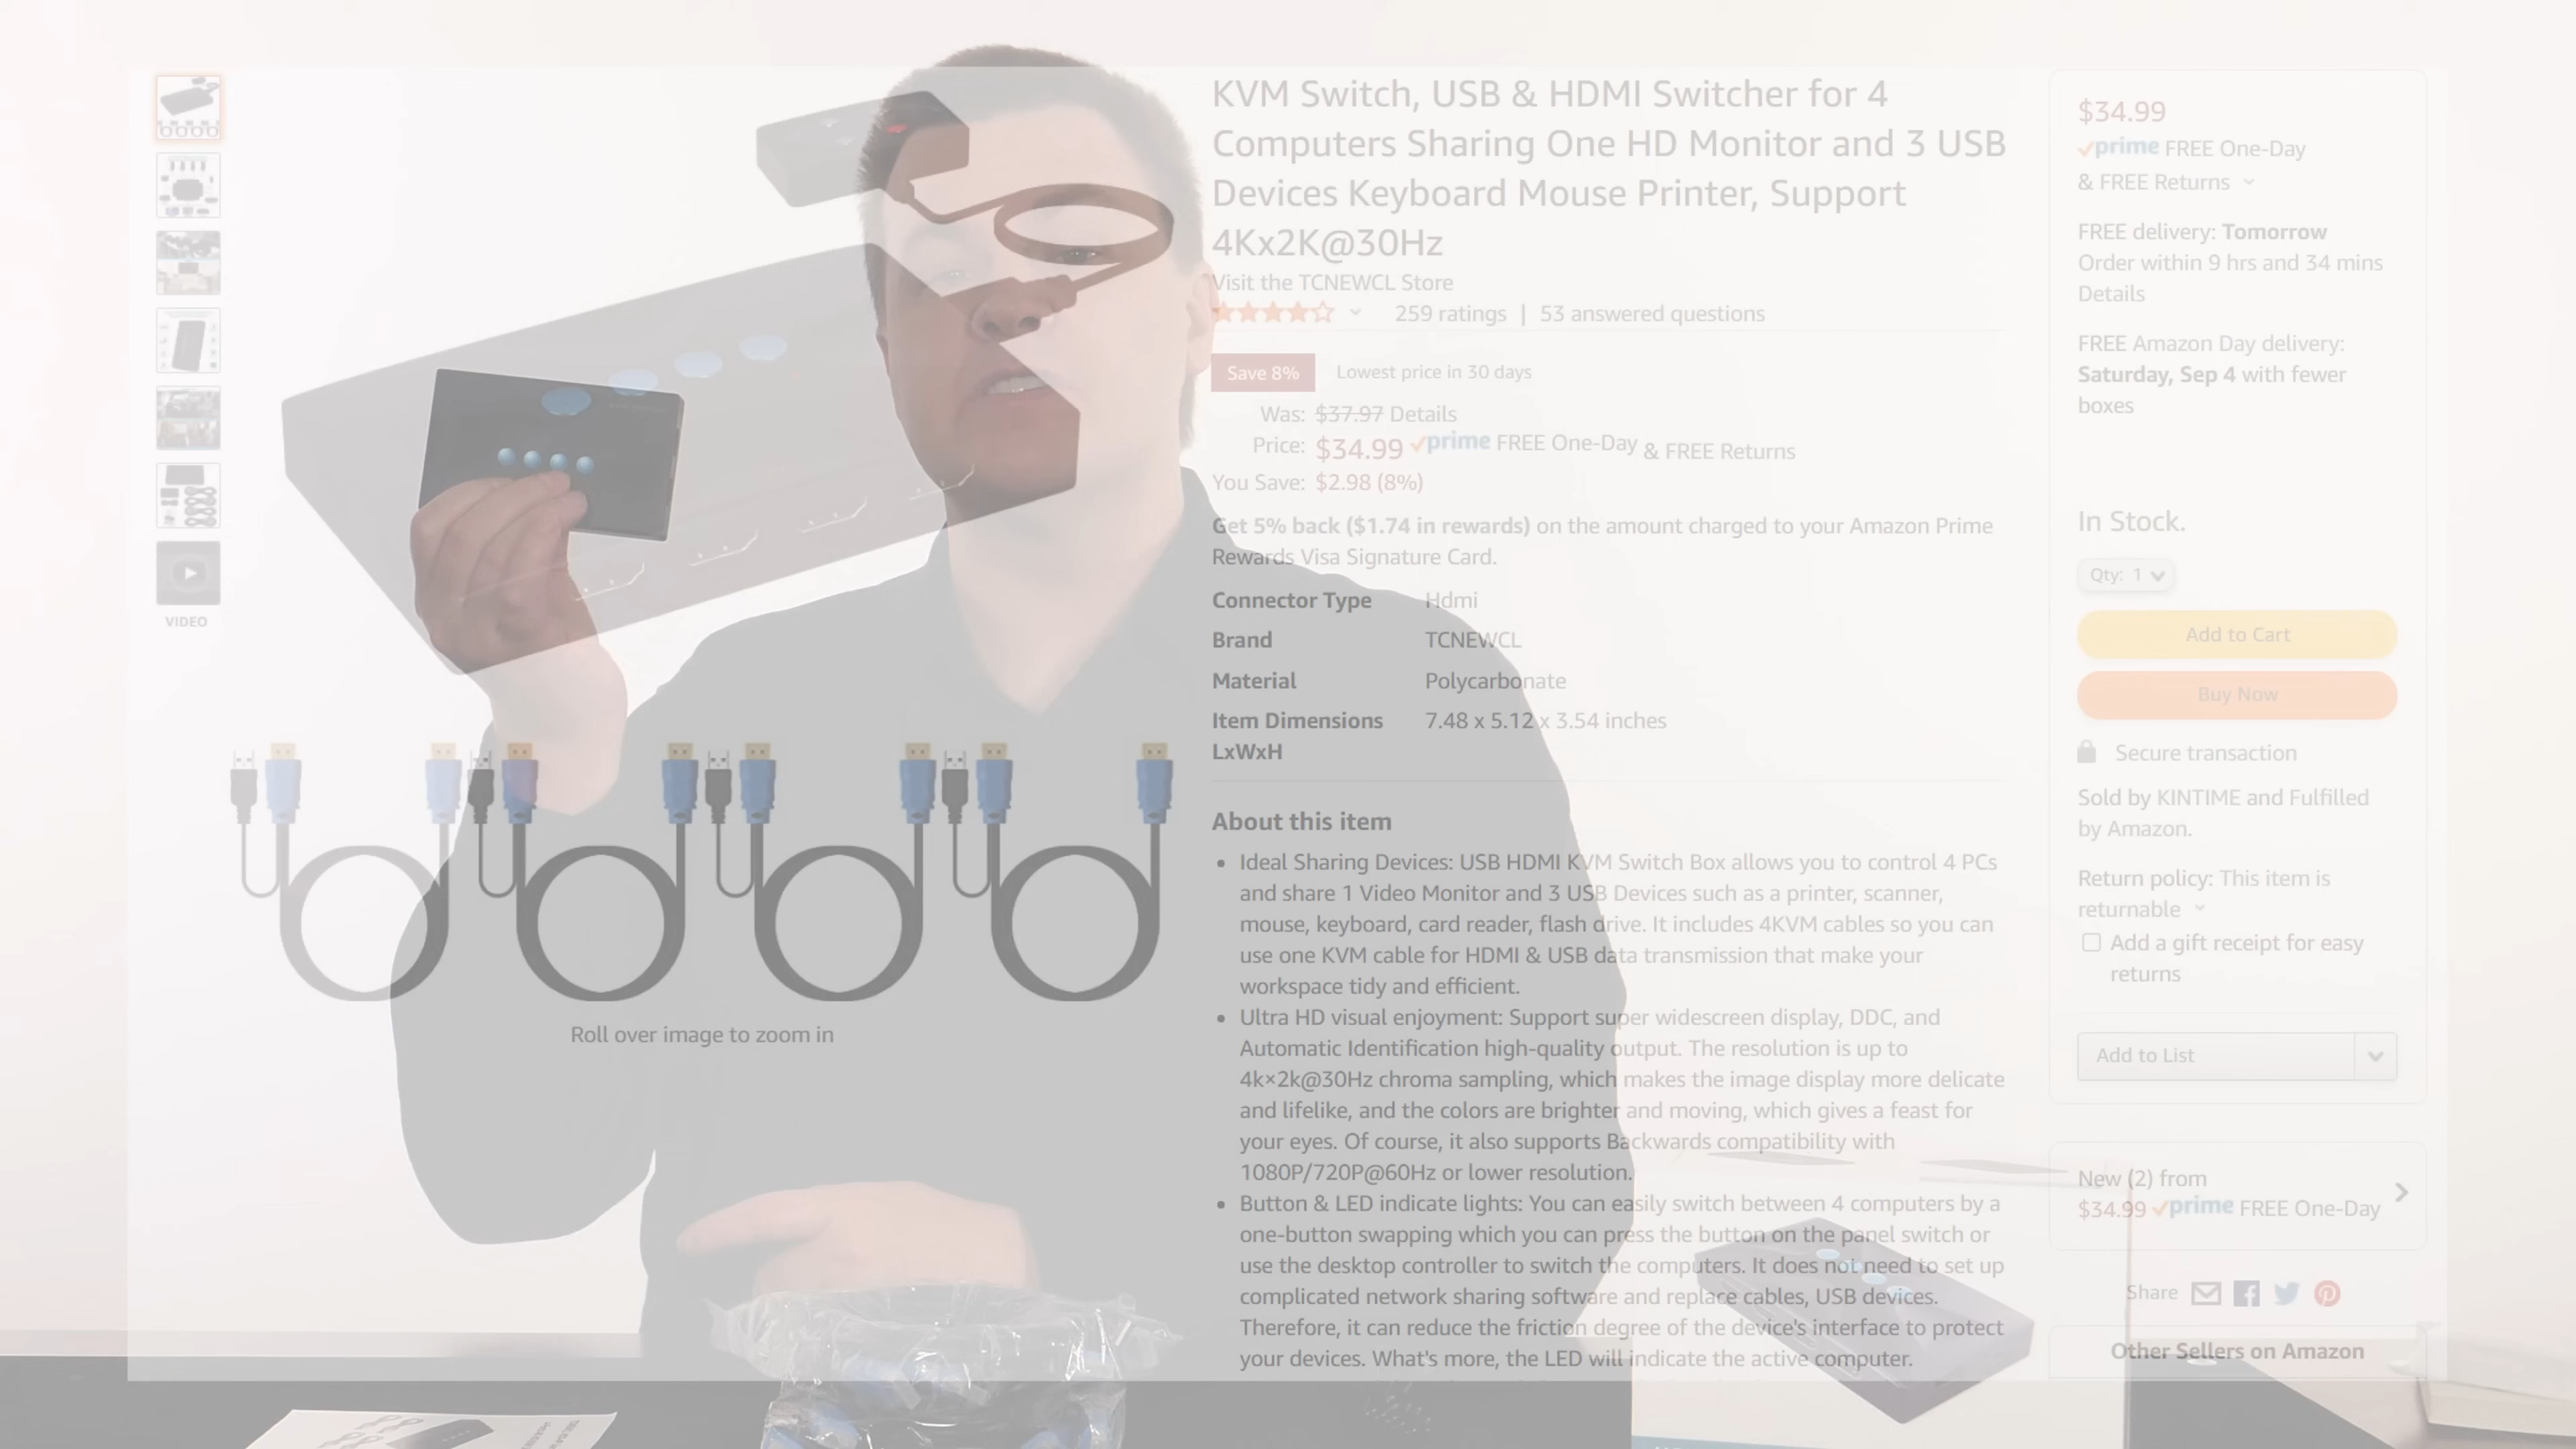 VIDEO
Roll over image to zoom in
KVM Switch, USB & HDMI Switcher for 4
Computers Sharing One HD Monitor and 3 USB
Devices Keyboard Mouse Printer, Support
4Kx2K@30Hz
Visit the TCNEWCL Store
259 ratings | 53 answered questions
Save 8% Lowest price in 30 days
Was: $37.97 Details
Price: $34.99 prime FREE One-Day & FREE Returns
You Save: $2.98 (8%)
Get 5% back ($1.74 in rewards) on the amount charged to your Amazon Prime
Rewards Visa Signature Card.
Connector Type Hdmi
Brand TCNEWCL
Material Polycarbonate
Item Dimensions 7.48 x 5.12 x 3.54 inches
LxWxH
About this item
• Ideal Sharing Devices: USB HDMI KVM Switch Box allows you to control 4 PCs
and share 1 Video Monitor and 3 USB Devices such as a printer, scanner,
mouse, keyboard, card reader, flash drive. It includes 4KVM cables so you can
use one KVM cable for HDMI & USB data transmission that make your
workspace tidy and efficient.
• Ultra HD visual enjoyment: Support super widescreen display, DDC, and
Automatic Identification high-quality output. The resolution is up to
4k×2k@30Hz chroma sampling, which makes the image display more delicate
and lifelike, and the colors are brighter and moving, which gives a feast for
your eyes. Of course, it also supports Backwards compatibility with
1080P/720P@60Hz or lower resolution.
• Button & LED indicate lights: You can easily switch between 4 computers by a
one-button swapping which you can press the button on the panel switch or
use the desktop controller to switch the computers. It does not need to set up
complicated network sharing software and replace cables, USB devices.
Therefore, it can reduce the friction degree of the device's interface to protect
your devices. What's more, the LED will indicate the active computer.
$34.99
prime FREE One-Day
& FREE Returns
FREE delivery: Tomorrow
Order within 9 hrs and 34 mins
Details
FREE Amazon Day delivery:
Saturday, Sep 4 with fewer
boxes
In Stock.
Qty: 1
Add to Cart
Buy Now
Secure transaction
Sold by KINTIME and Fulfilled
by Amazon.
Return policy: This item is
returnable
Add a gift receipt for easy
returns
Add to List
New (2) from
$34.99 prime FREE One-Day
Share
Other Sellers on Amazon